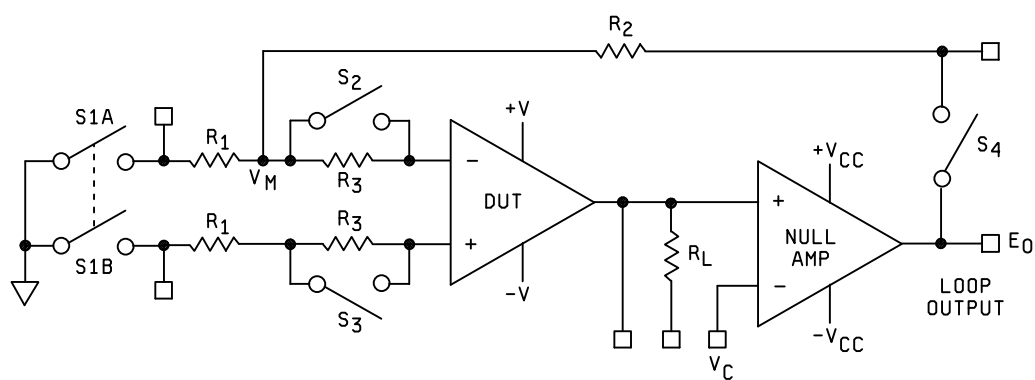 R2
S2
S1A
+V
R1
S4
+VCC
VM
R3
−
DUT
+
R1
R3
+
NULL
AMP
EO
S1B
RL
−
LOOP
OUTPUT
−V
S3
−VCC
VC